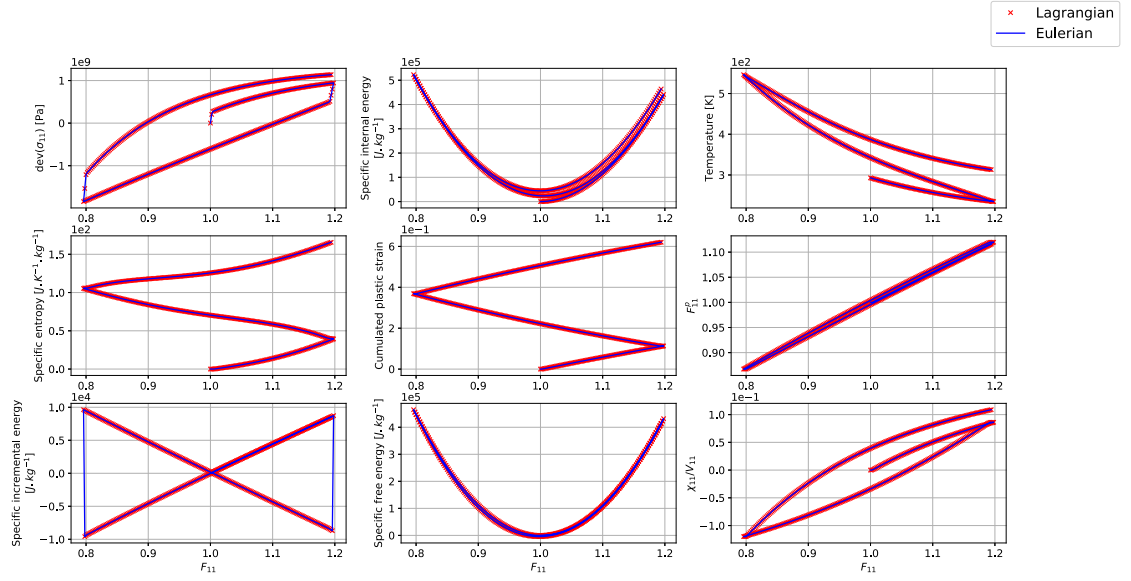 Lagrangian
Eulerian
1e9
dev(σ11) [Pa]
1
0
−1
0.8 0.9 1.0 1.1 1.2
1e5
Specific internal energy
[J.kg−1]
5
4
3
2
1
0
0.8 0.9 1.0 1.1 1.2
1e2
Temperature [K]
5
4
3
0.8 0.9 1.0 1.1 1.2
1e2
Specific entropy [J.K−1.kg−1]
1.5
1.0
0.5
0.0
0.8 0.9 1.0 1.1 1.2
1e−1
Cumulated plastic strain
6
4
2
0
0.8 0.9 1.0 1.1 1.2
F11^p
1.10
1.05
1.00
0.95
0.90
0.8 0.9 1.0 1.1 1.2
1e4
Specific incremental energy
[J.kg−1]
1,0
0,5
0,0
−0,5
−1,0
0.8 0.9 1.0 1.1 1.2
F11
1e5
Specific free energy [J.kg−1]
4
3
2
1
0
0.8 0.9 1.0 1.1 1.2
F11
1e−1
χ11/V11
1.0
0.5
0.0
−0.5
−1.0
0.8 0.9 1.0 1.1 1.2
F11